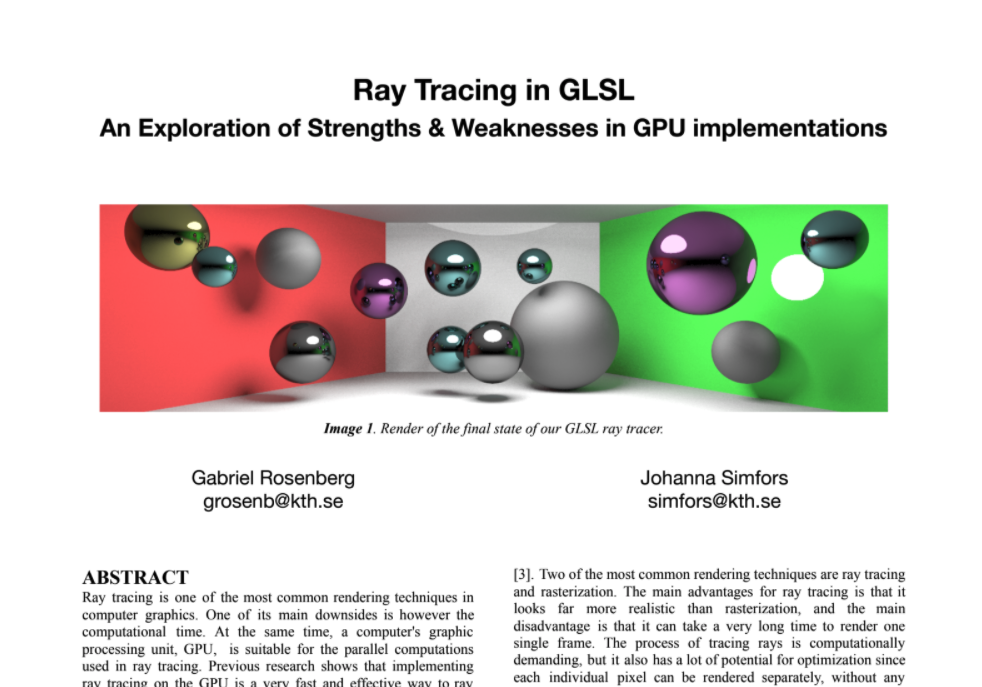 Ray Tracing in GLSL
An Exploration of Strengths & Weaknesses in GPU implementations
Image 1. Render of the final state of our GLSL ray tracer.
Gabriel Rosenberg
grosenb@kth.se
Johanna Simfors
simfors@kth.se
ABSTRACT
Ray tracing is one of the most common rendering techniques in
computer graphics. One of its main downsides is however the
computational time. At the same time, a computer's graphic
processing unit, GPU, is suitable for the parallel computations
used in ray tracing. Previous research shows that implementing
ray tracing on the GPU is a very fast and effective way to ray
[3]. Two of the most common rendering techniques are ray tracing
and rasterization. The main advantages for ray tracing is that it
looks far more realistic than rasterization, and the main
disadvantage is that it can take a very long time to render one
single frame. The process of tracing rays is computationally
demanding, but it also has a lot of potential for optimization since
each individual pixel can be rendered separately, without any